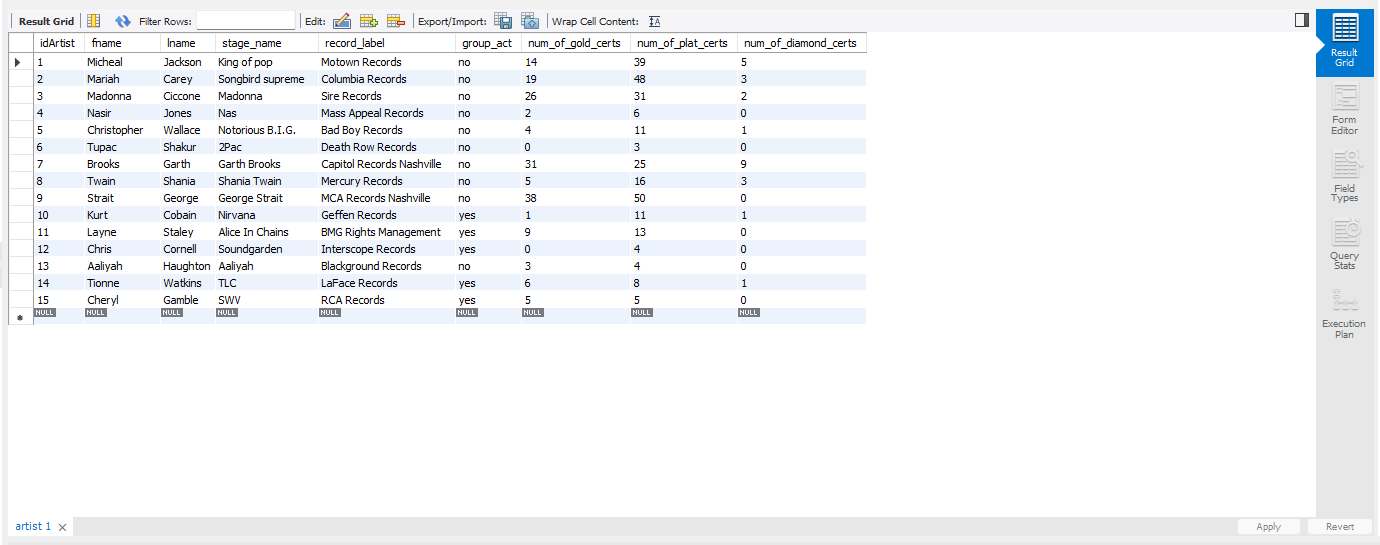 Result Grid Filter Rows: Edit: Export/Import: Wrap Cell Content:
idArtist fname lname stage_name record_label group_act num_of_gold_certs num_of_plat_certs num_of_diamond_certs
1 Micheal Jackson King of pop Motown Records no 14 39 5
2 Mariah Carey Songbird supreme Columbia Records no 19 48 3
3 Madonna Ciccone Madonna Sire Records no 26 31 2
4 Nasir Jones Nas Mass Appeal Records no 2 6 0
5 Christopher Wallace Notorious B.I.G. Bad Boy Records no 4 11 1
6 Tupac Shakur 2Pac Death Row Records no 0 3 0
7 Brooks Garth Garth Brooks Capitol Records Nashville no 31 25 9
8 Twain Shania Shania Twain Mercury Records no 5 16 3
9 Strait George George Strait MCA Records Nashville no 38 50 0
10 Kurt Cobain Nirvana Geffen Records yes 1 11 1
11 Layne Staley Alice In Chains BMG Rights Management yes 9 13 0
12 Chris Cornell Soundgarden Interscope Records yes 0 4 0
13 Aaliyah Haughton Aaliyah Blackground Records no 3 4 0
14 Tionne Watkins TLC LaFace Records yes 6 8 1
15 Cheryl Gamble SWV RCA Records yes 5 5 0
NULL NULL NULL NULL NULL NULL NULL NULL NULL
Result
Grid
Form
Editor
Field
Types
Query
Stats
Execution
Plan
artist 1 Apply Revert